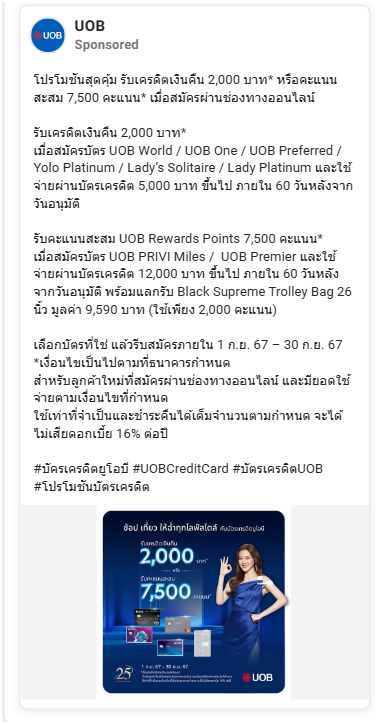 UOB
UOB
Sponsored
โปรโมชันสุดคุ้ม รับเครดิตเงินคืน 2,000 บาท* หรือคะแนน
สะสม 7,500 คะแนน* เมื่อสมัครผ่านช่องทางออนไลน์
รับเครดิตเงินคืน 2,000 บาท*
เมื่อสมัครบัตร UOB World / UOB One / UOB Preferred /
Yolo Platinum / Lady's Solitaire / Lady Platinum และใช้
จ่ายผ่านบัตรเครดิต 5,000 บาท ขึ้นไป ภายใน 60 วันหลังจาก
วันอนุมัติ
รับคะแนนสะสม UOB Rewards Points 7,500 คะแนน*
เมื่อสมัครบัตร UOB PRIVI Miles / UOB Premier และใช้
จ่ายผ่านบัตรเครดิต 12,000 บาท ขึ้นไป ภายใน 60 วันหลัง
จากวันอนุมัติ พร้อมแลกรับ Black Supreme Trolley Bag 26
นิ้ว มูลค่า 9,590 บาท (ใช้เพียง 2,000 คะแนน)
เลือกบัตรที่ใช่ แล้วรีบสมัครภายใน 1 ก.ย. 67 – 30 ก.ย. 67
*เงื่อนไขเป็นไปตามที่ธนาคารกำหนด
สำหรับลูกค้าใหม่ที่สมัครผ่านช่องทางออนไลน์ และมียอดใช้
จ่ายตามเงื่อนไขที่กำหนด
ใช้เท่าที่จำเป็นและชำระคืนได้เต็มจำนวนตามกำหนด จะได้
ไม่เสียดอกเบี้ย 16% ต่อปี
#บัครเครดิตยูโอบี #UOBCreditCard #บัตรเครดิตUOB
#โปรโมชันบัตรเครดิต
ช้อป เที่ยว ให้ฉ่ำทุกไลฟ์สไตล์ กับบัตรเครดิตยูโอบี
รับเครดิตเงินคืน
2,000 บาท*
หรือ
รับคะแนนสะสม
7,500 คะแนน*
25
1 ก.ย. 67 – 30 ก.ย. 67
UOB